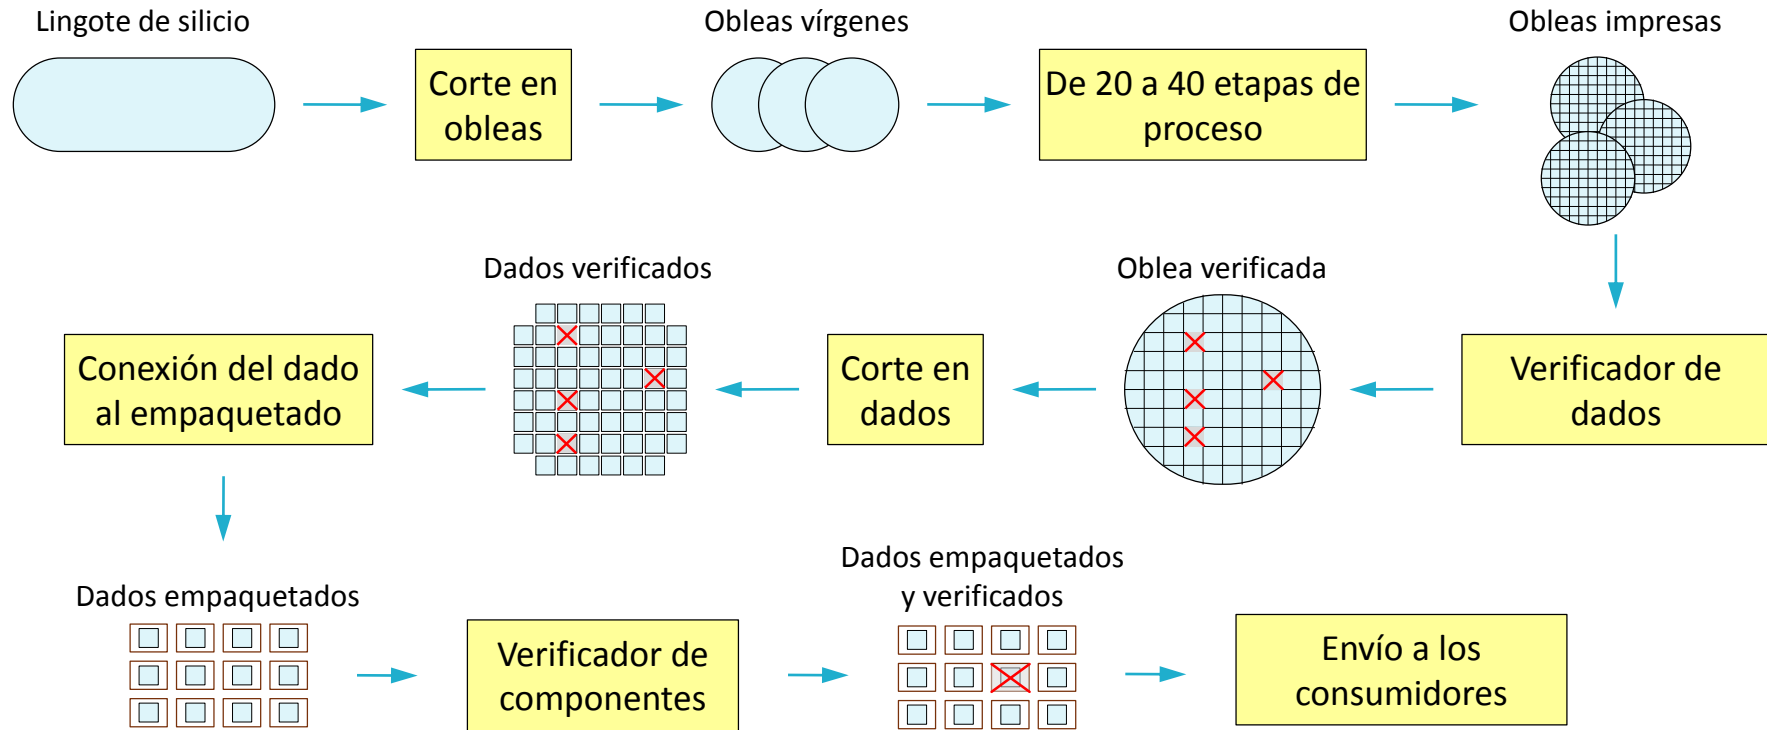 Lingote de silicio
Corte en
obleas
Obleas vírgenes
De 20 a 40 etapas de
proceso
Obleas impresas
Verificador de
dados
Oblea verificada
Corte en
dados
Dados verificados
Conexión del dado
al empaquetado
Dados empaquetados
Verificador de
componentes
Dados empaquetados
y verificados
Envío a los
consumidores